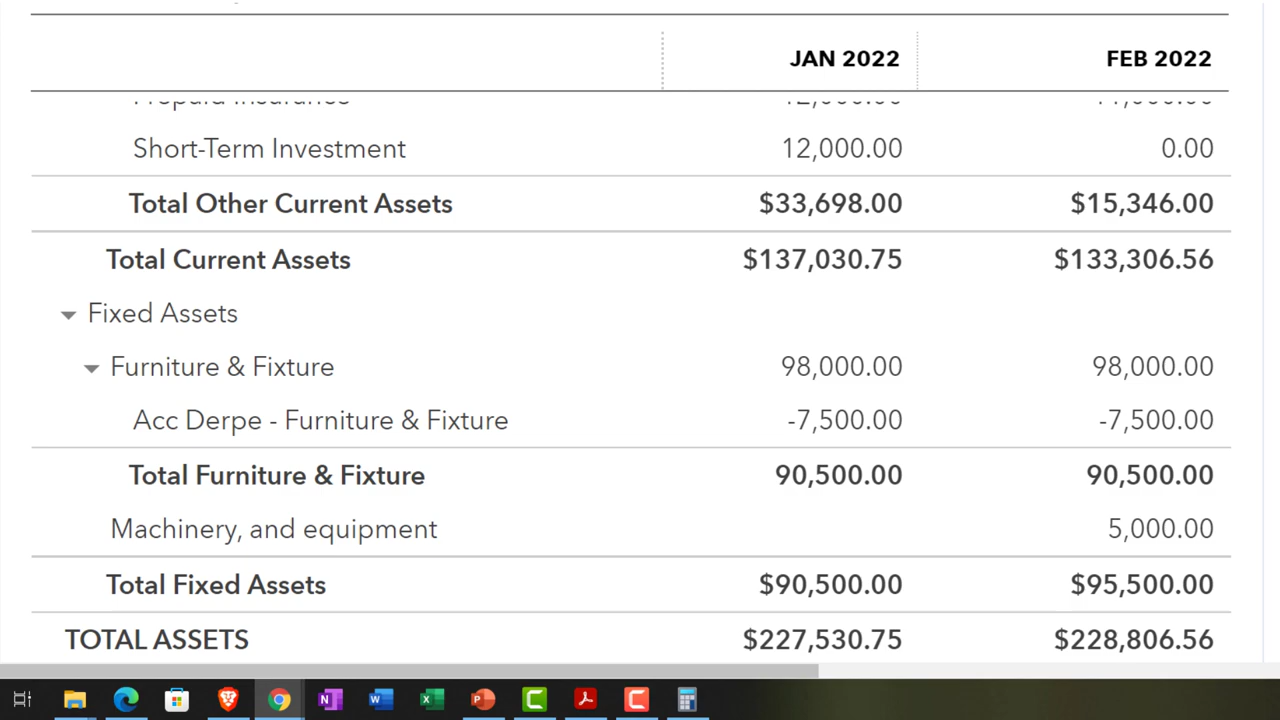 JAN 2022 FEB 2022
Prepaid Insurance
Short-Term Investment 12,000.00 0.00
Total Other Current Assets $33,698.00 $15,346.00
Total Current Assets $137,030.75 $133,306.56
Fixed Assets
Furniture & Fixture 98,000.00 98,000.00
Acc Derpe - Furniture & Fixture -7,500.00 -7,500.00
Total Furniture & Fixture 90,500.00 90,500.00
Machinery, and equipment 5,000.00
Total Fixed Assets $90,500.00 $95,500.00
TOTAL ASSETS $227,530.75 $228,806.56